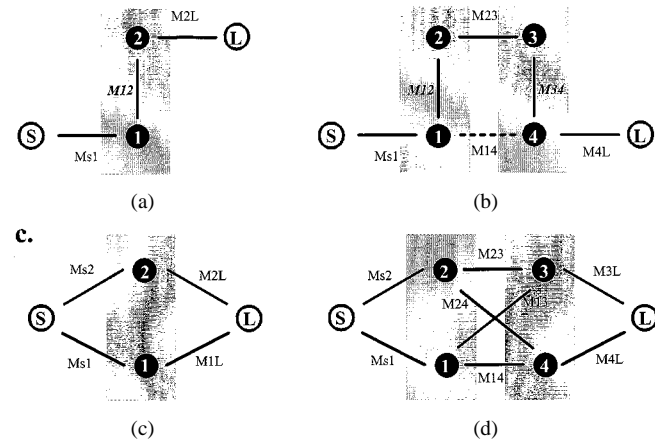 M2L
2
L
M12
S
Ms1
1
(a)
M23
2
3
M12
M34
S
Ms1
1
M14
4
M4L
L
(b)
c.
Ms2
2
M2L
S
L
Ms1
1
M1L
(c)
M23
Ms2
2
3
M3L
M24
M13
S
L
Ms1
1
M14
4
M4L
(d)